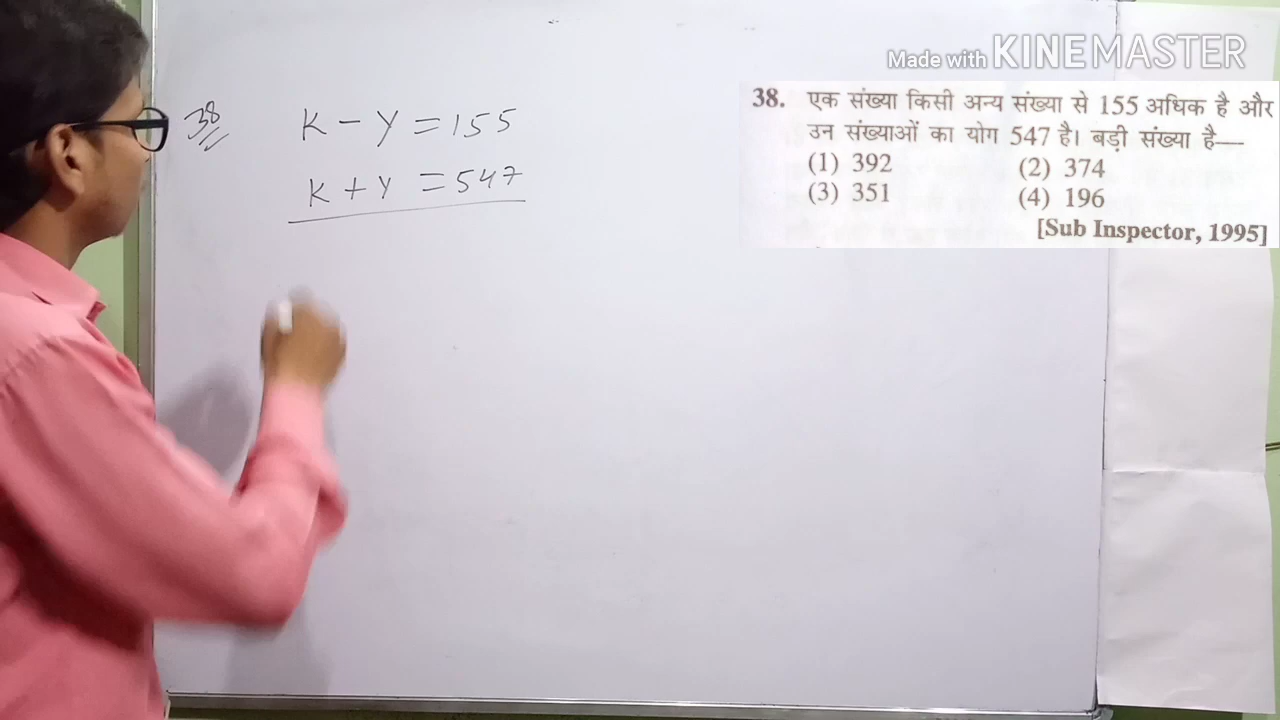 Made with KINEMASTER
38
K - Y = 155
K + Y = 547
38. एक संख्या किसी अन्य संख्या से 155 अधिक है और
उन संख्याओं का योग 547 है। बड़ी संख्या है—
(1) 392 (2) 374
(3) 351 (4) 196
[Sub Inspector, 1995]